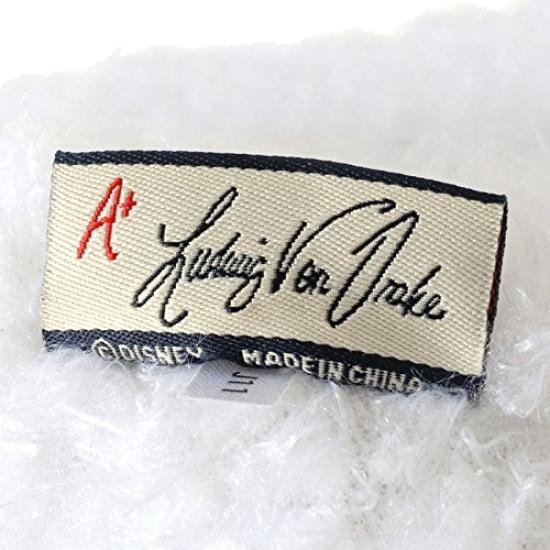 A+ Ludwig Von Drake
©DISNEY MADE IN CHINA